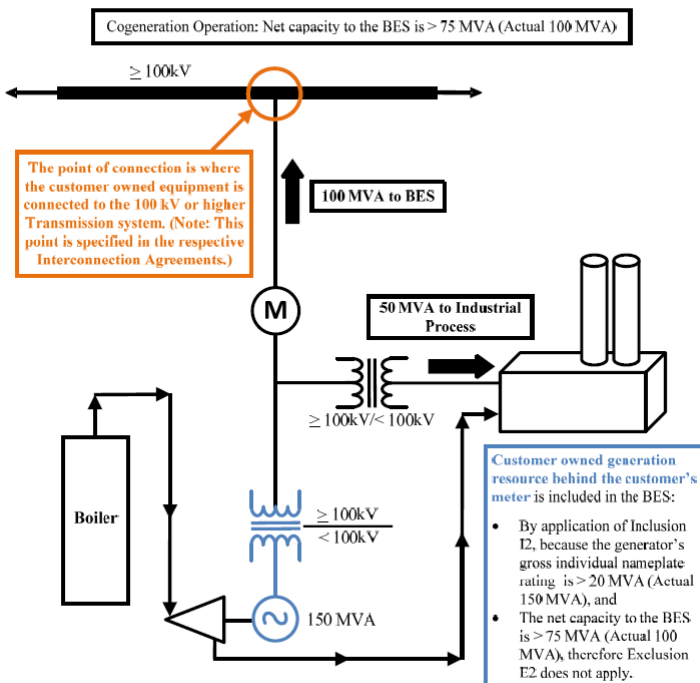 Cogeneration Operation: Net capacity to the BES is > 75 MVA (Actual 100 MVA)
≥ 100kV
The point of connection is where
the customer owned equipment is
connected to the 100 kV or higher
Transmission system. (Note: This
point is specified in the respective
Interconnection Agreements.)
100 MVA to BES
M
50 MVA to Industrial
Process
≥ 100kV/< 100kV
Boiler
≥ 100kV
< 100kV
150 MVA
Customer owned generation
resource behind the customer's
meter is included in the BES:
• By application of Inclusion
I2, because the generator's
gross individual nameplate
rating is > 20 MVA (Actual
150 MVA), and
• The net capacity to the BES
is > 75 MVA (Actual 100
MVA), therefore Exclusion
E2 does not apply.